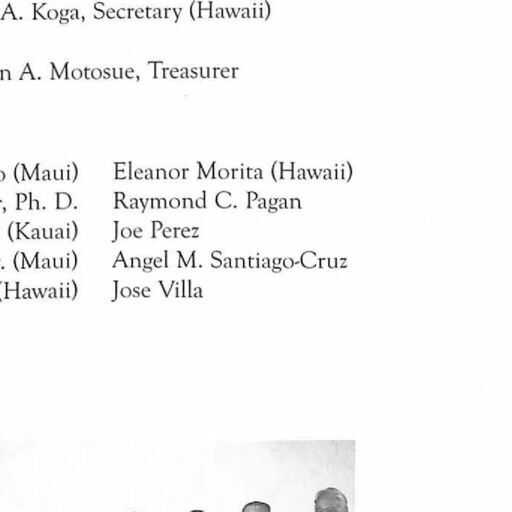 A. Koga, Secretary (Hawaii)
n A. Motosue, Treasurer
o (Maui) Eleanor Morita (Hawaii)
, Ph. D. Raymond C. Pagan
(Kauai) Joe Perez
. (Maui) Angel M. Santiago-Cruz
(Hawaii) Jose Villa